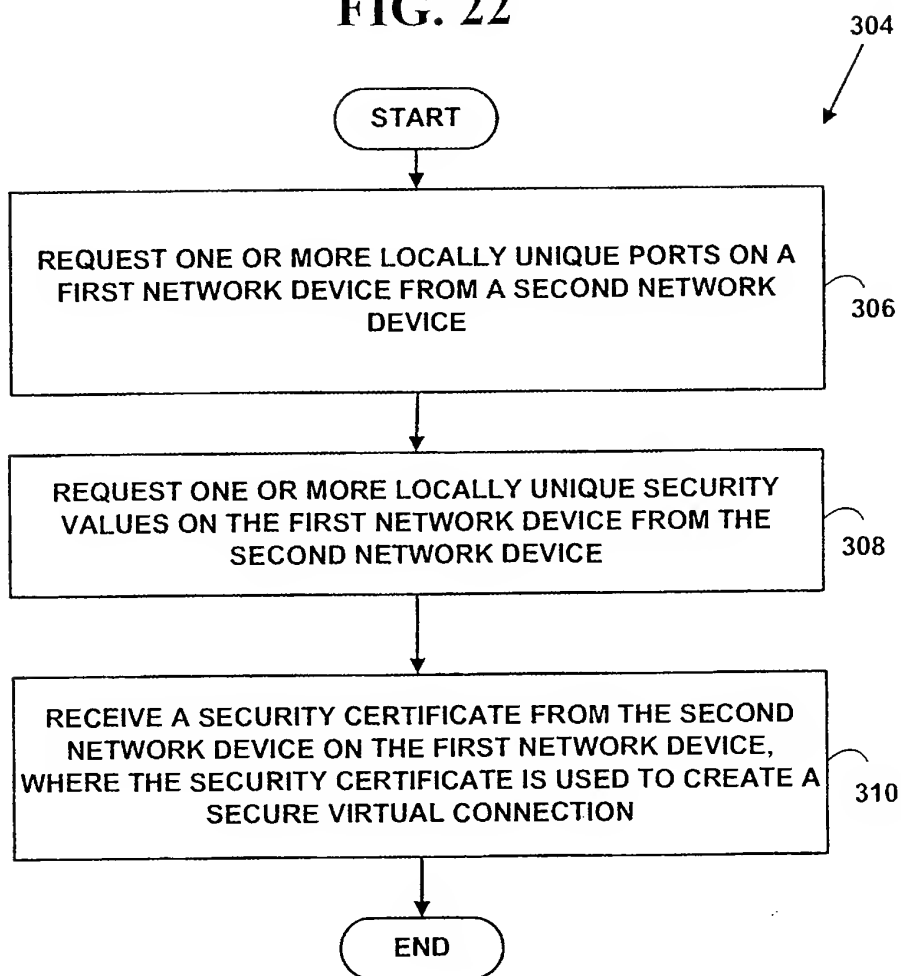 FIG. 22
304
START
REQUEST ONE OR MORE LOCALLY UNIQUE PORTS ON A
FIRST NETWORK DEVICE FROM A SECOND NETWORK
DEVICE
306
REQUEST ONE OR MORE LOCALLY UNIQUE SECURITY
VALUES ON THE FIRST NETWORK DEVICE FROM THE
SECOND NETWORK DEVICE
308
RECEIVE A SECURITY CERTIFICATE FROM THE SECOND
NETWORK DEVICE ON THE FIRST NETWORK DEVICE,
WHERE THE SECURITY CERTIFICATE IS USED TO CREATE A
SECURE VIRTUAL CONNECTION
310
END